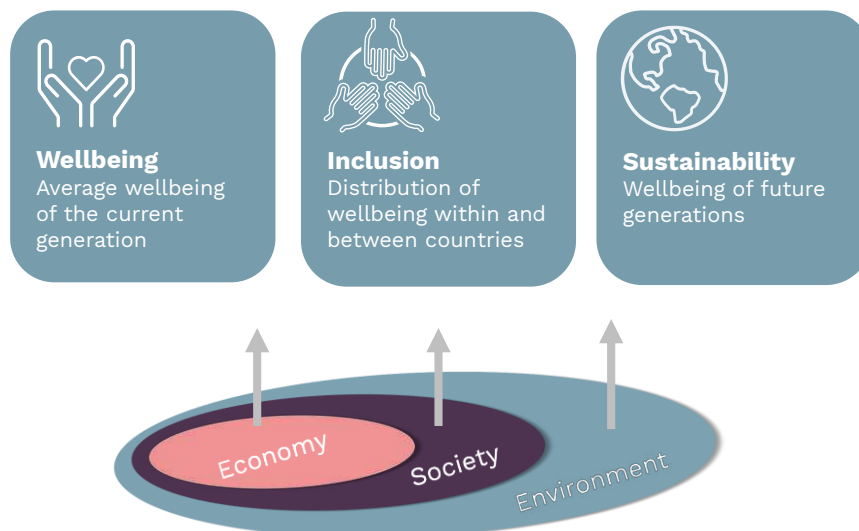 Wellbeing
Average wellbeing
of the current
generation
Inclusion
Distribution of
wellbeing within and
between countries
Sustainability
Wellbeing of future
generations
Economy
Society
Environment